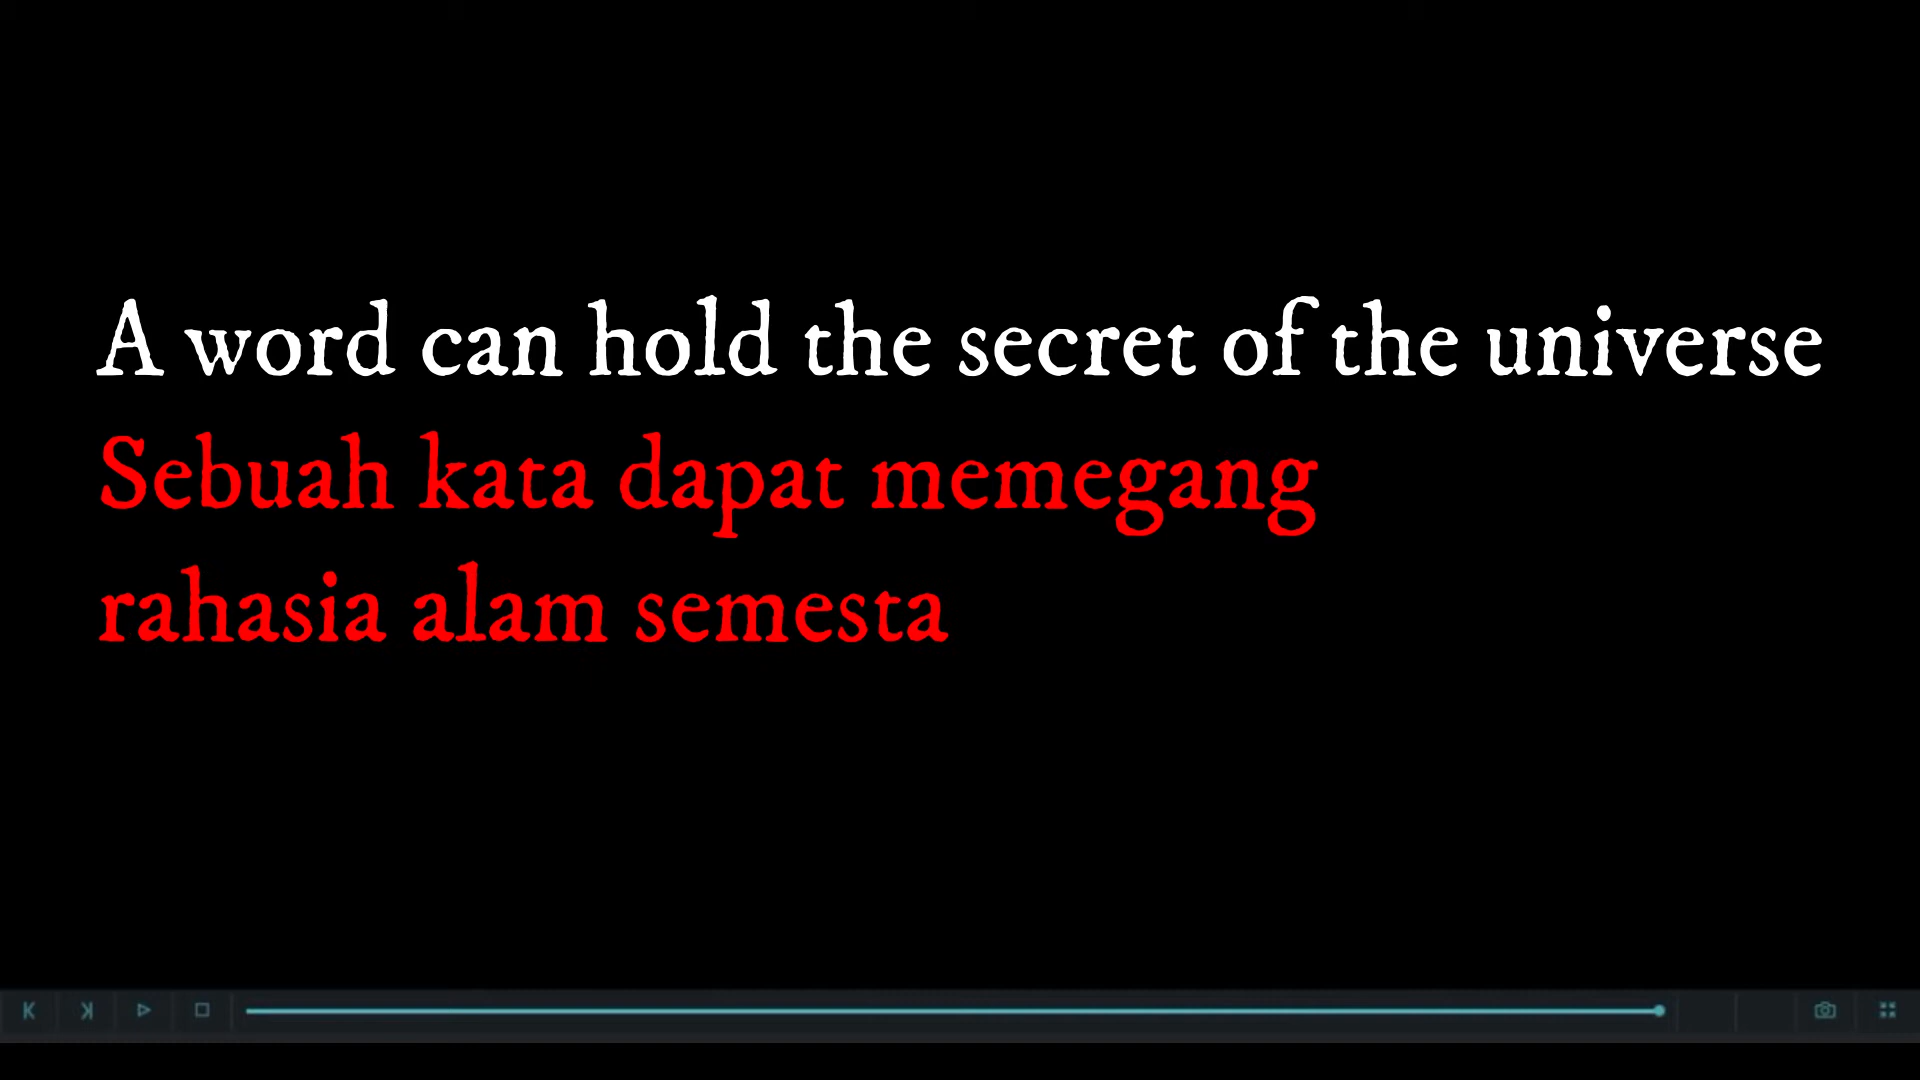 A word can hold the secret of the universe
Sebuah kata dapat memegang
rahasia alam semesta